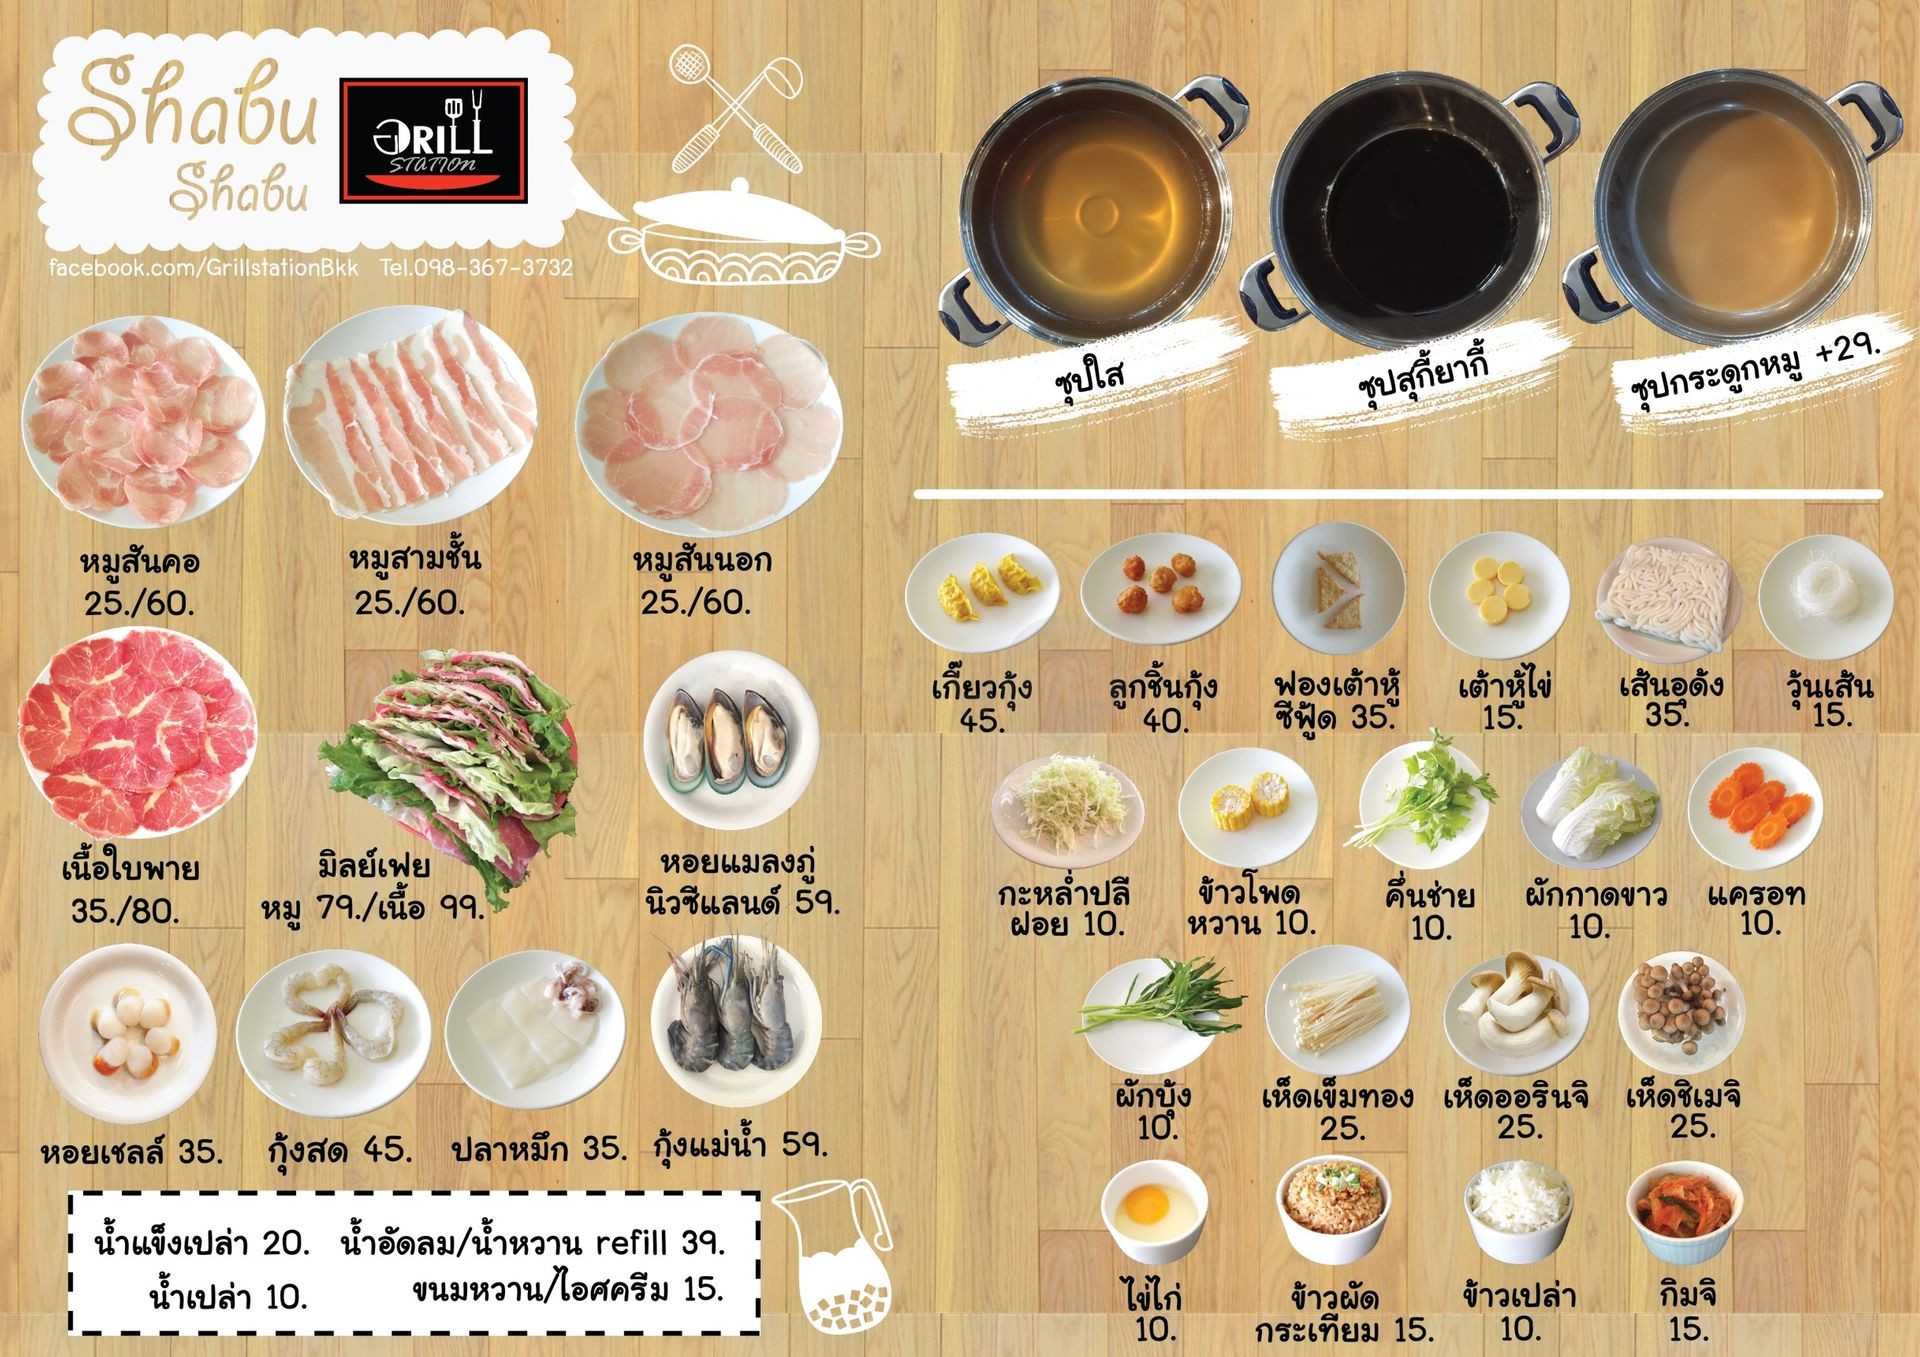 Shabu
Shabu
GRILL
STATION
facebook.com/GrillstationBkk Tel.098-367-3732
ซุปใส
ซุปสุกี้ยากี้
ซุปกระดูกหมู +29.
หมูสันคอ
25./60.
หมูสามชั้น
25./60.
หมูสันนอก
25./60.
เนื้อใบพาย
35./80.
มิลย์เฟย
หมู 79./เนื้อ 99.
หอยแมลงภู่
นิวซีแลนด์ 59.
หอยเชลล์ 35.
กุ้งสด 45.
ปลาหมึก 35.
กุ้งแม่น้ำ 59.
น้ำแข็งเปล่า 20.
น้ำอัดลม/น้ำหวาน refill 39.
น้ำเปล่า 10.
ขนมหวาน/ไอศครีม 15.
เกี๊ยวกุ้ง
45.
ลูกชิ้นกุ้ง
40.
ฟองเต้าหู้
ซีฟู้ด 35.
เต้าหู้ไข่
15.
เส้นอุด้ง
35.
วุ้นเส้น
15.
กะหล่ำปลี
ฝอย 10.
ข้าวโพด
หวาน 10.
คื่นช่าย
10.
ผักกาดขาว
10.
แครอท
10.
ผักบุ้ง
10.
เห็ดเข็มทอง
25.
เห็ดออรินจิ
25.
เห็ดชิเมจิ
25.
ไข่ไก่
10.
ข้าวผัด
กระเทียม 15.
ข้าวเปล่า
10.
กิมจิ
15.